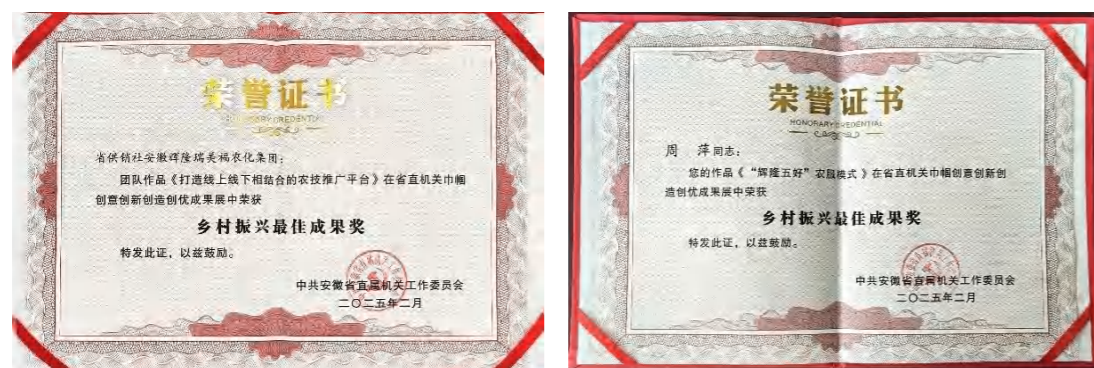 荣誉证书
HONORARY CREDENTIAL
省供销社安徽辉隆瑞美福农化集团：
团队作品《打造线上线下相结合的农技推广平台》在省直机关巾帼
创意创新创造创优成果展中荣获
乡村振兴最佳成果奖
特发此证，以兹鼓励。
中共安徽省直属机关工作委员会
二〇二五年二月
荣誉证书
HONORARY CREDENTIAL
周 萍同志：
您的作品《“辉隆五好”农服模式》在省直机关巾帼创意创新创
造创优成果展中荣获
乡村振兴最佳成果奖
特发此证，以兹鼓励。
中共安徽省直属机关工作委员会
二〇二五年二月